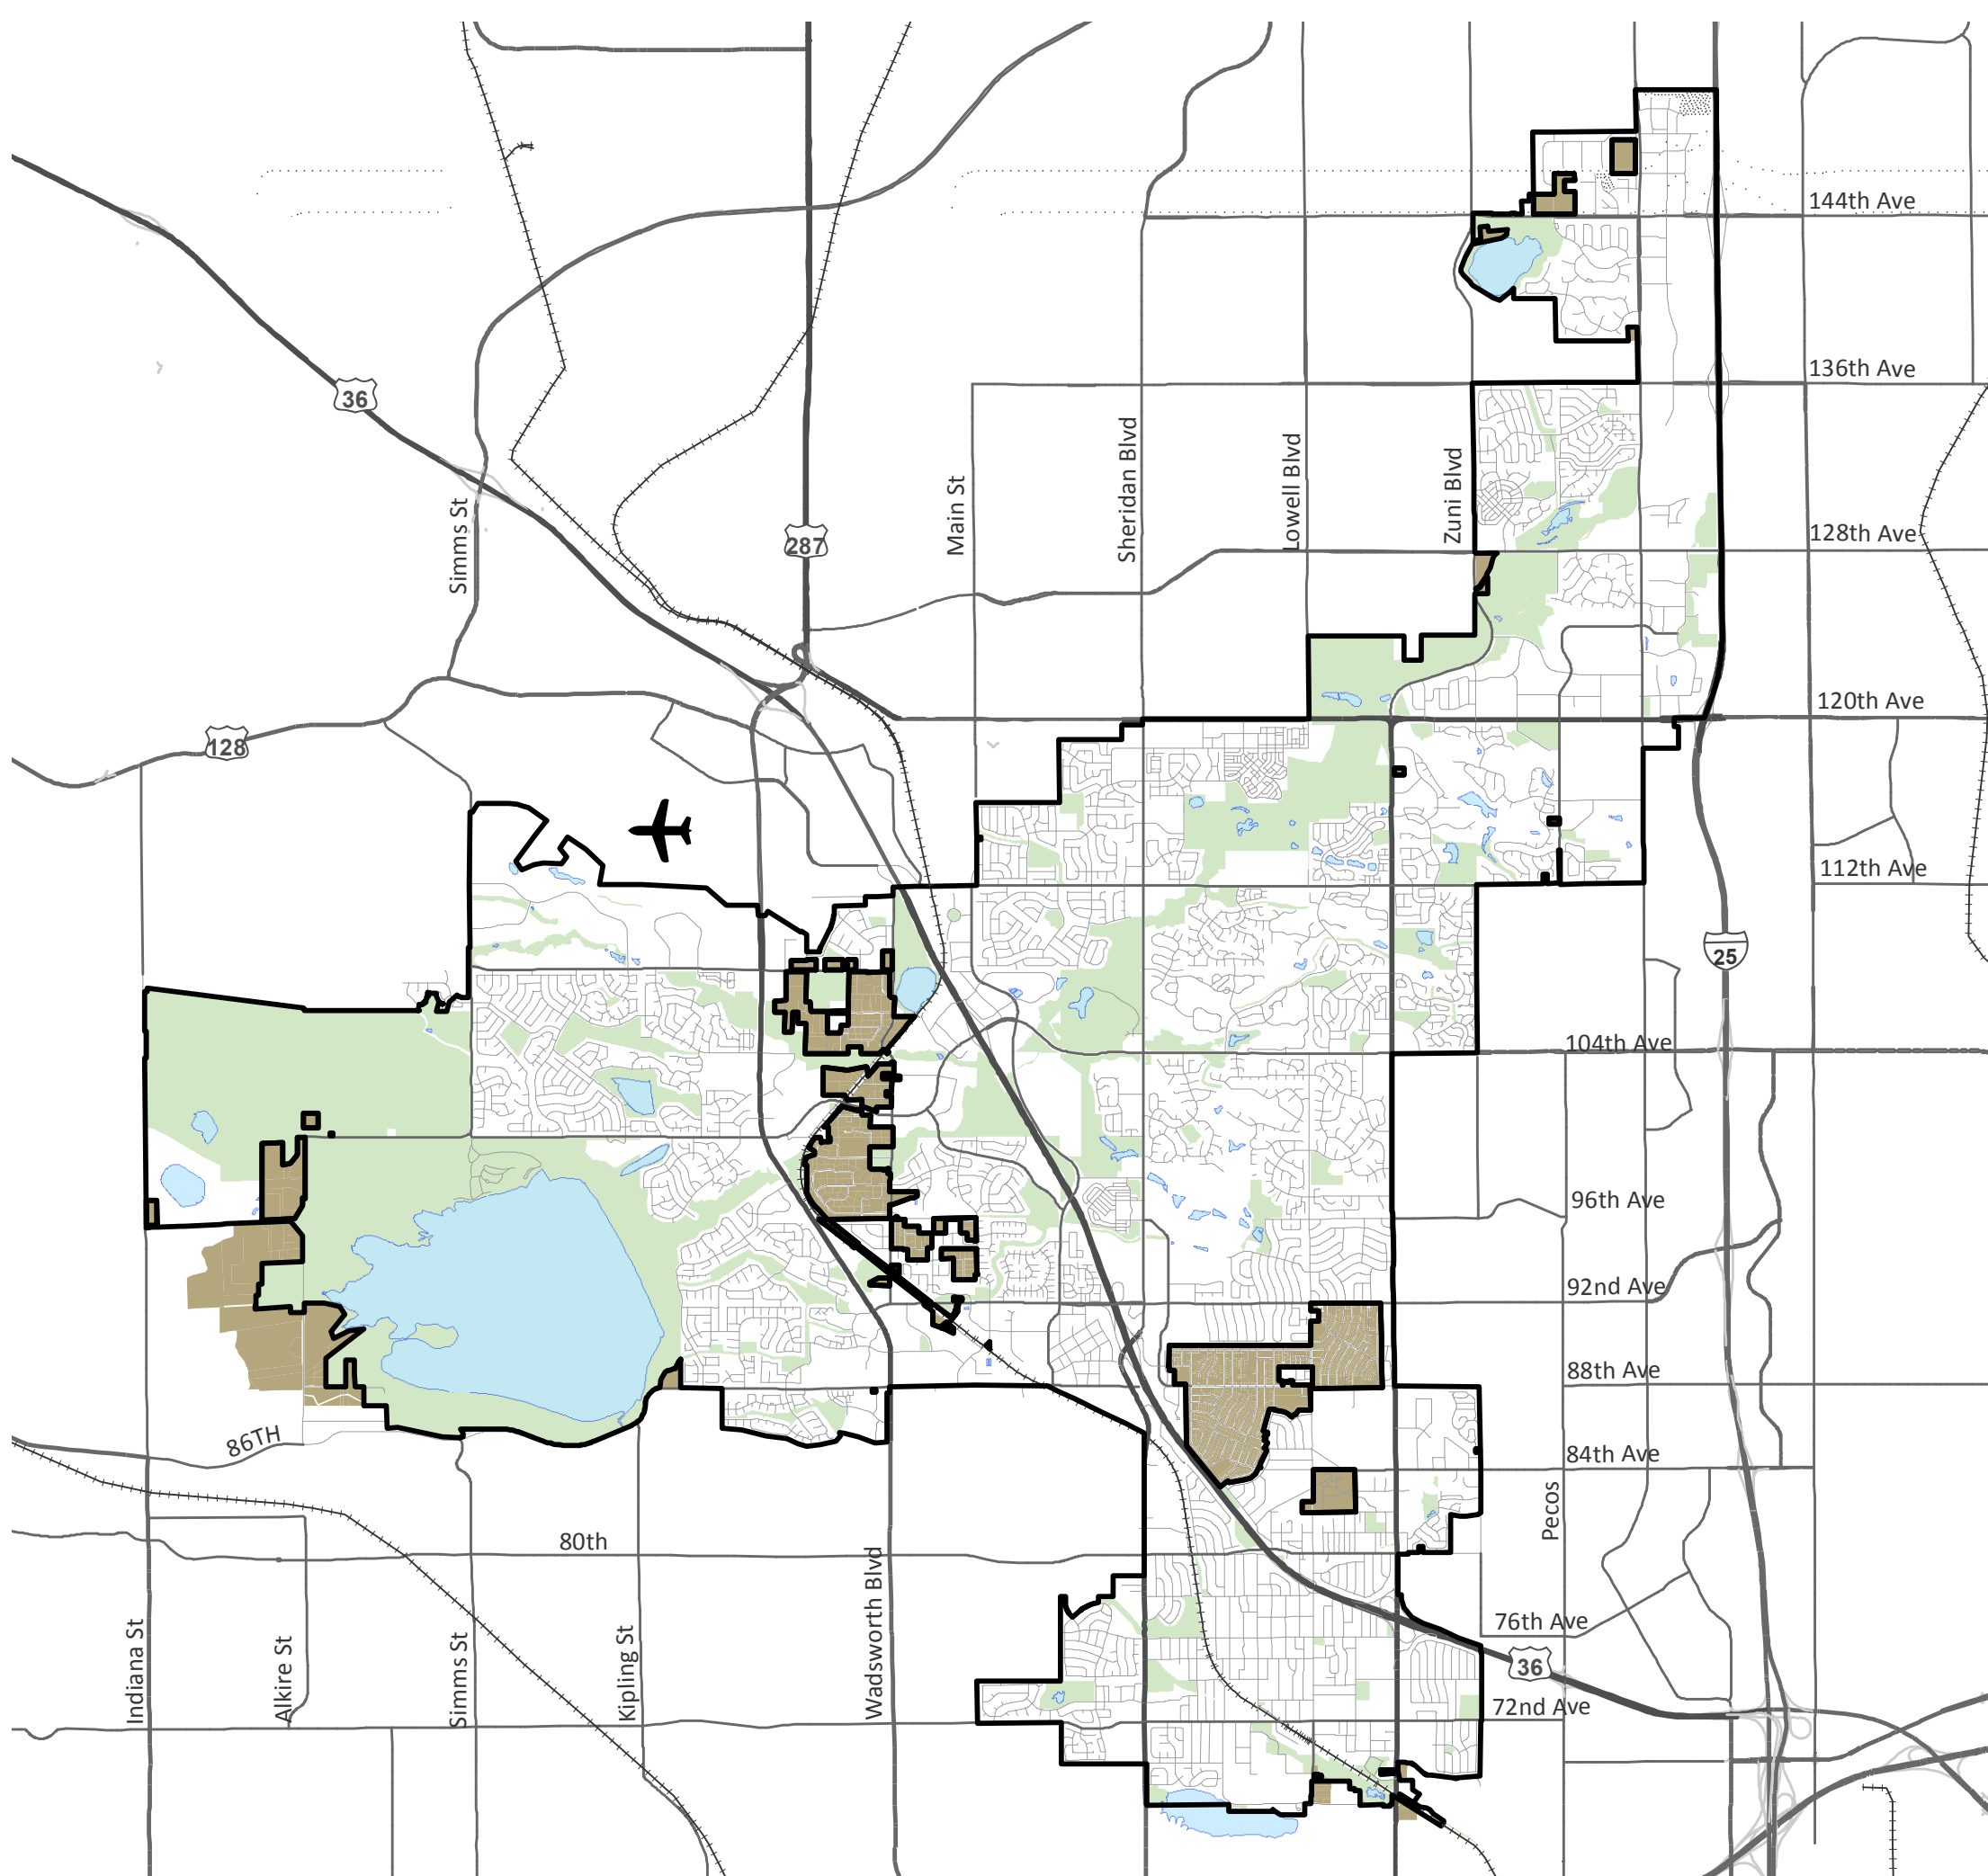 144th Ave
136th Ave
36
Sheridan Blvd
Lowell Blvd
Zuni Blvd
Main St
Simms St
287
128th Ave
120th Ave
128
112th Ave
25
104th Ave
96th Ave
92nd Ave
88th Ave
86TH
84th Ave
Pecos
80th
Wadsworth Blvd
76th Ave
Indiana St
Alkire St
Simms St
Kipling St
36
72nd Ave